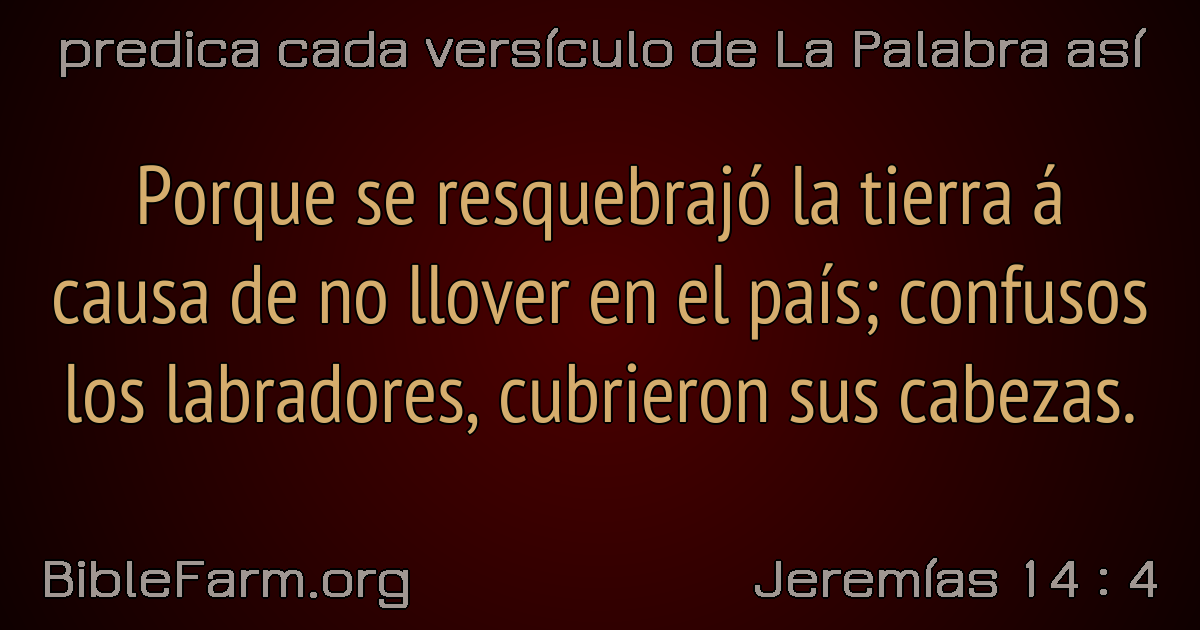 predica cada versículo de La Palabra así
Porque se resquebrajó la tierra á
causa de no llover en el país; confusos
los labradores, cubrieron sus cabezas.
BibleFarm.org
Jeremías 14 : 4